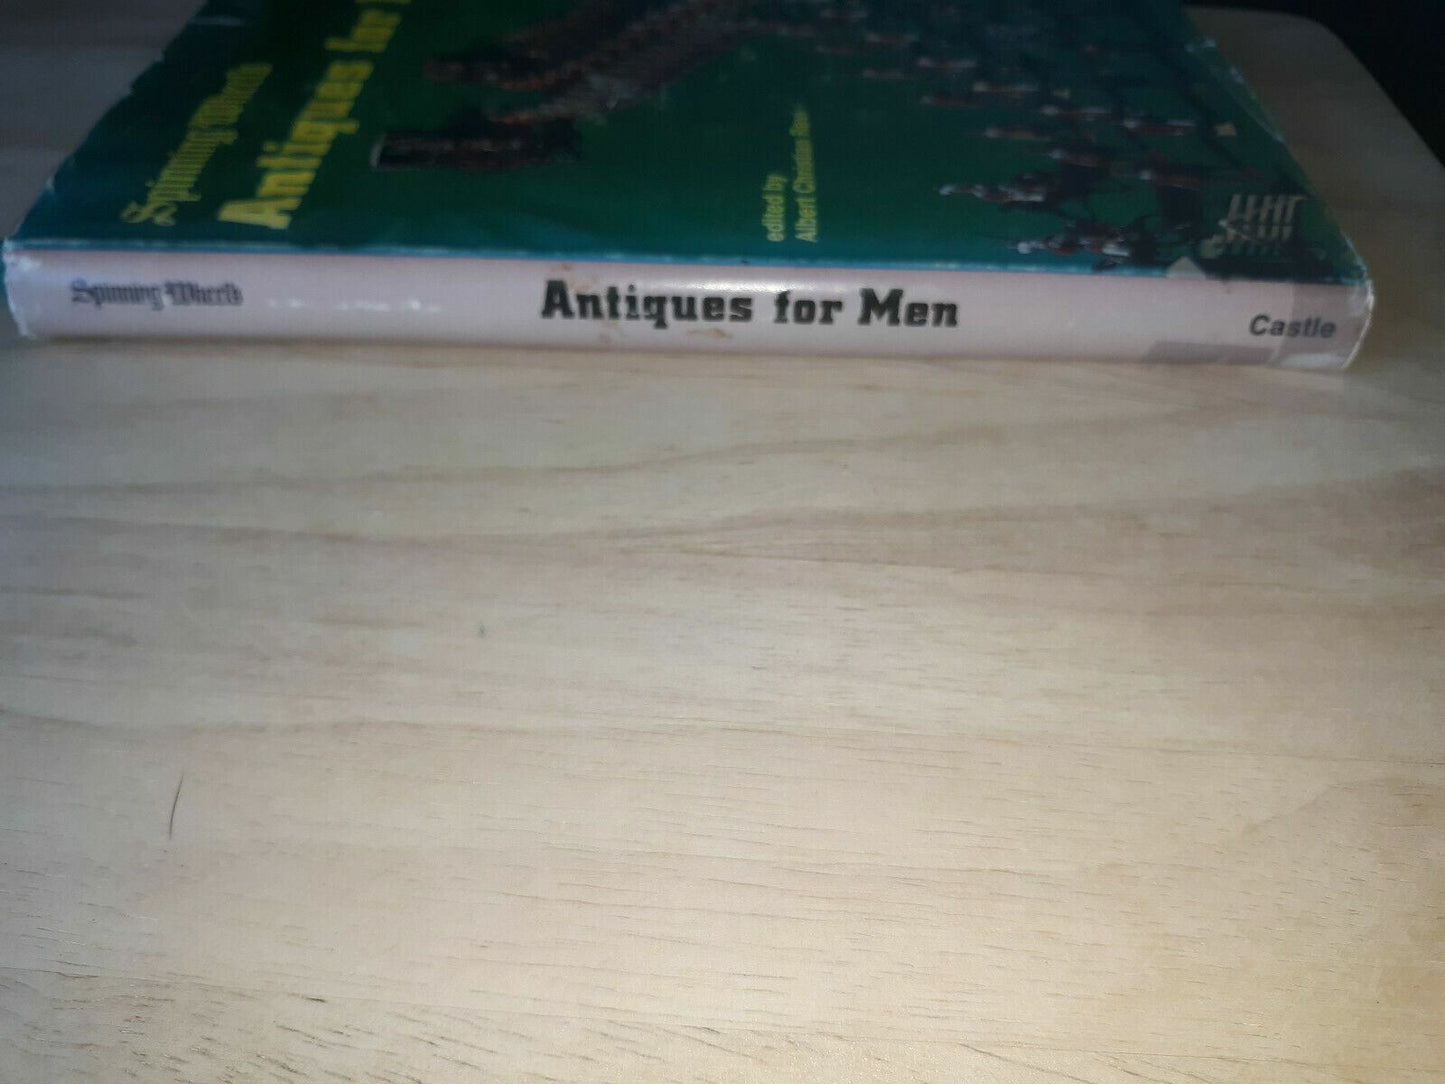 Spinning Wheel's
Antiques for
edited by
Albert Christian Revi
Spinning Wheel's
Antiques for Men
Castle